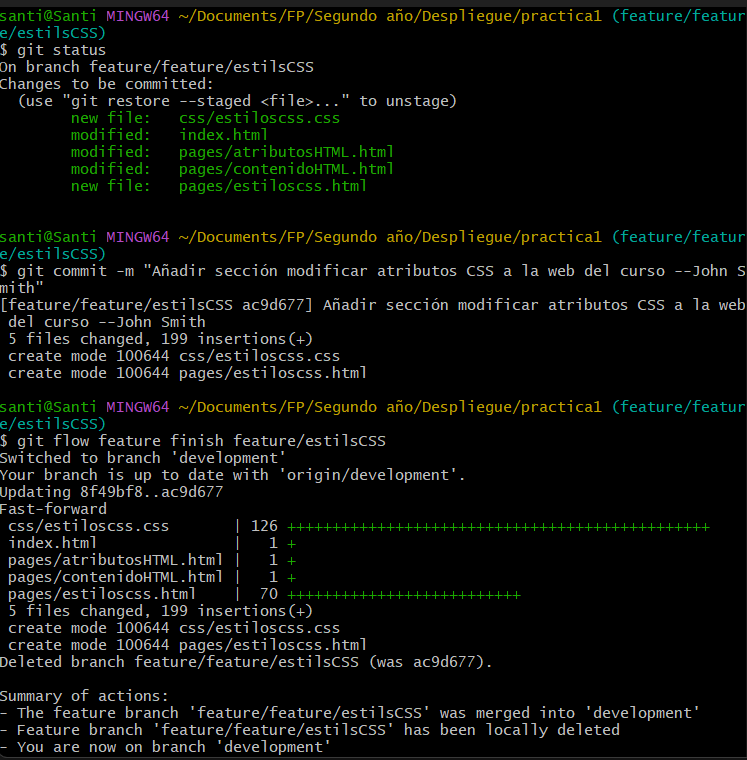 santi@Santi MINGW64 ~/Documents/FP/Segundo año/Despliegue/practica1 (feature/featur
e/estilsCSS)
$ git status
On branch feature/feature/estilsCSS
Changes to be committed:
  (use "git restore --staged <file>..." to unstage)
        new file:   css/estiloscss.css
        modified:   index.html
        modified:   pages/atributosHTML.html
        modified:   pages/contenidoHTML.html
        new file:   pages/estiloscss.html
santi@Santi MINGW64 ~/Documents/FP/Segundo año/Despliegue/practica1 (feature/featur
e/estilsCSS)
$ git commit -m "Añadir sección modificar atributos CSS a la web del curso --John S
mith"
[feature/feature/estilsCSS ac9d677] Añadir sección modificar atributos CSS a la web
 del curso --John Smith
 5 files changed, 199 insertions(+)
 create mode 100644 css/estiloscss.css
 create mode 100644 pages/estiloscss.html
santi@Santi MINGW64 ~/Documents/FP/Segundo año/Despliegue/practica1 (feature/featur
e/estilsCSS)
$ git flow feature finish feature/estilsCSS
Switched to branch 'development'
Your branch is up to date with 'origin/development'.
Updating 8f49bf8..ac9d677
Fast-forward
 css/estiloscss.css       | 126 +++++++++++++++++++++++++++++++++++++++++++++++
 index.html               |   1 +
 pages/atributosHTML.html |   1 +
 pages/contenidoHTML.html |   1 +
 pages/estiloscss.html    |  70 ++++++++++++++++++++++++++
 5 files changed, 199 insertions(+)
 create mode 100644 css/estiloscss.css
 create mode 100644 pages/estiloscss.html
Deleted branch feature/feature/estilsCSS (was ac9d677).
Summary of actions:
- The feature branch 'feature/feature/estilsCSS' was merged into 'development'
- Feature branch 'feature/feature/estilsCSS' has been locally deleted
- You are now on branch 'development'